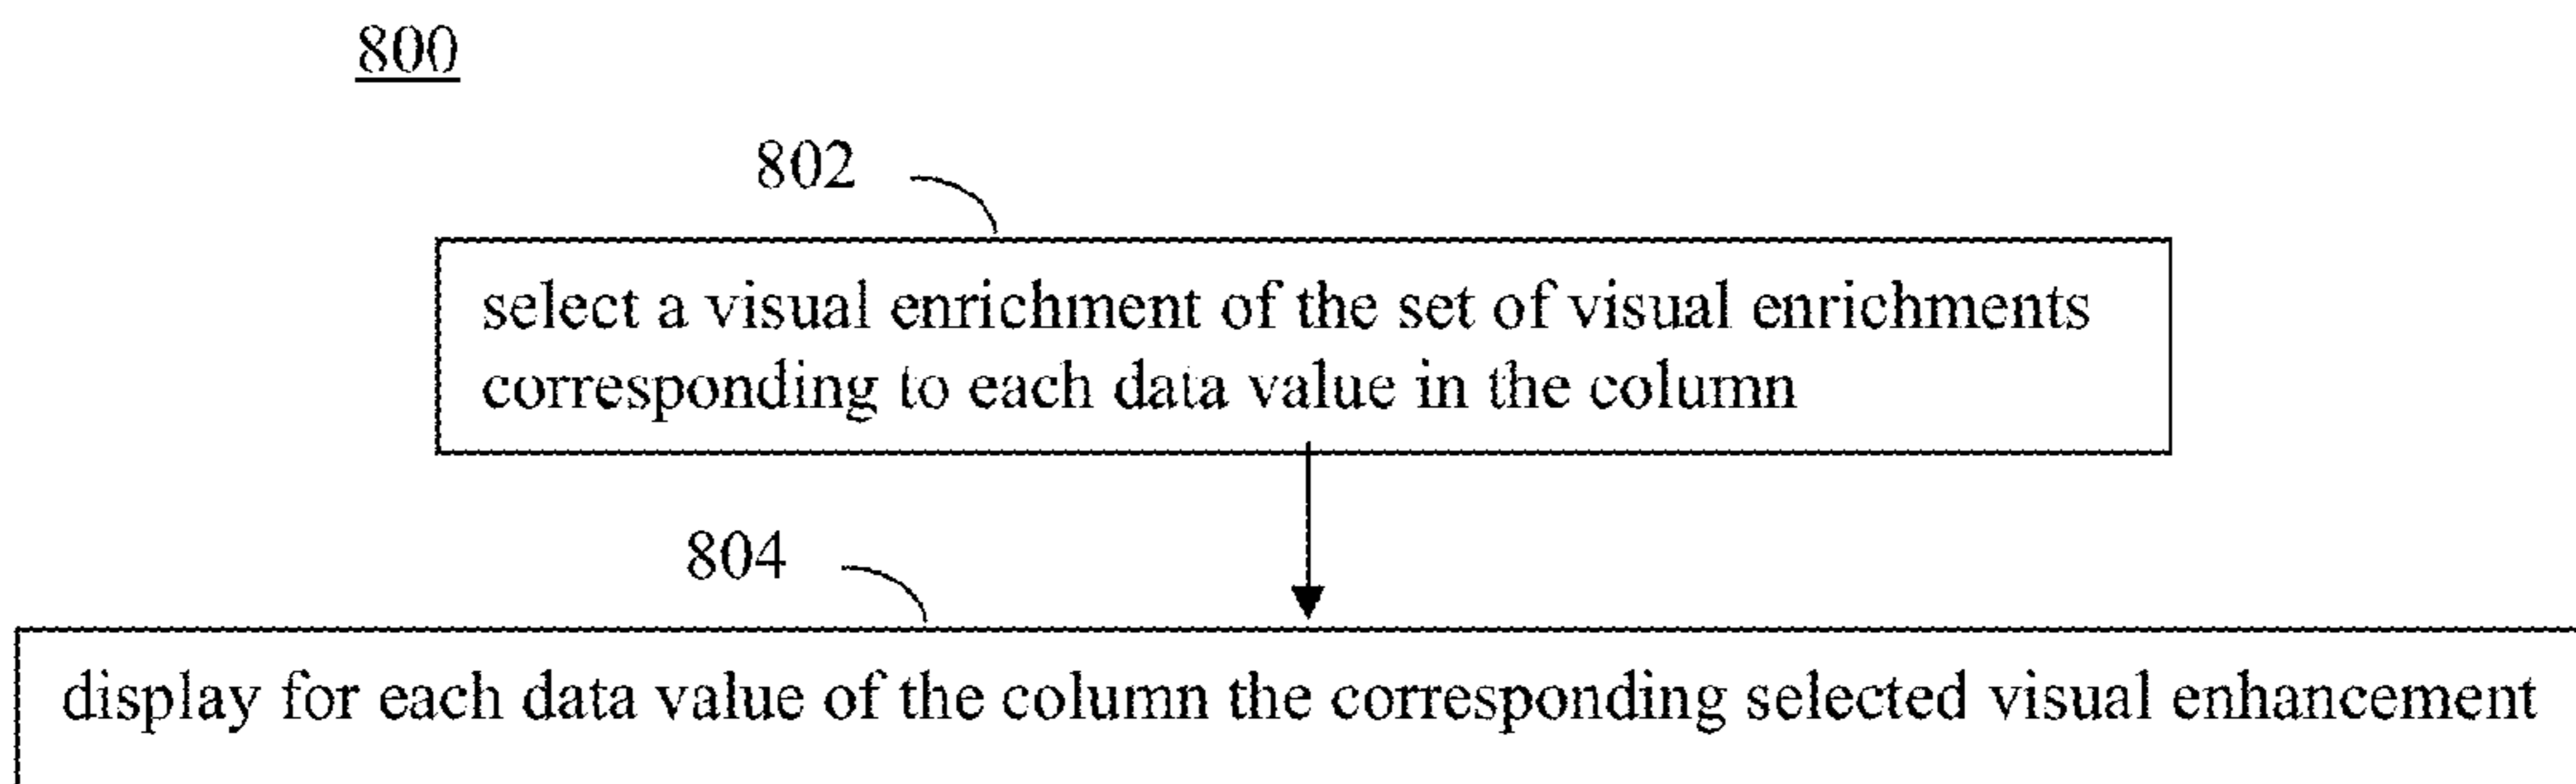 800
802
select a visual enrichment of the set of visual enrichments
corresponding to each data value in the column
804
display for each data value of the column the corresponding selected visual enhancement